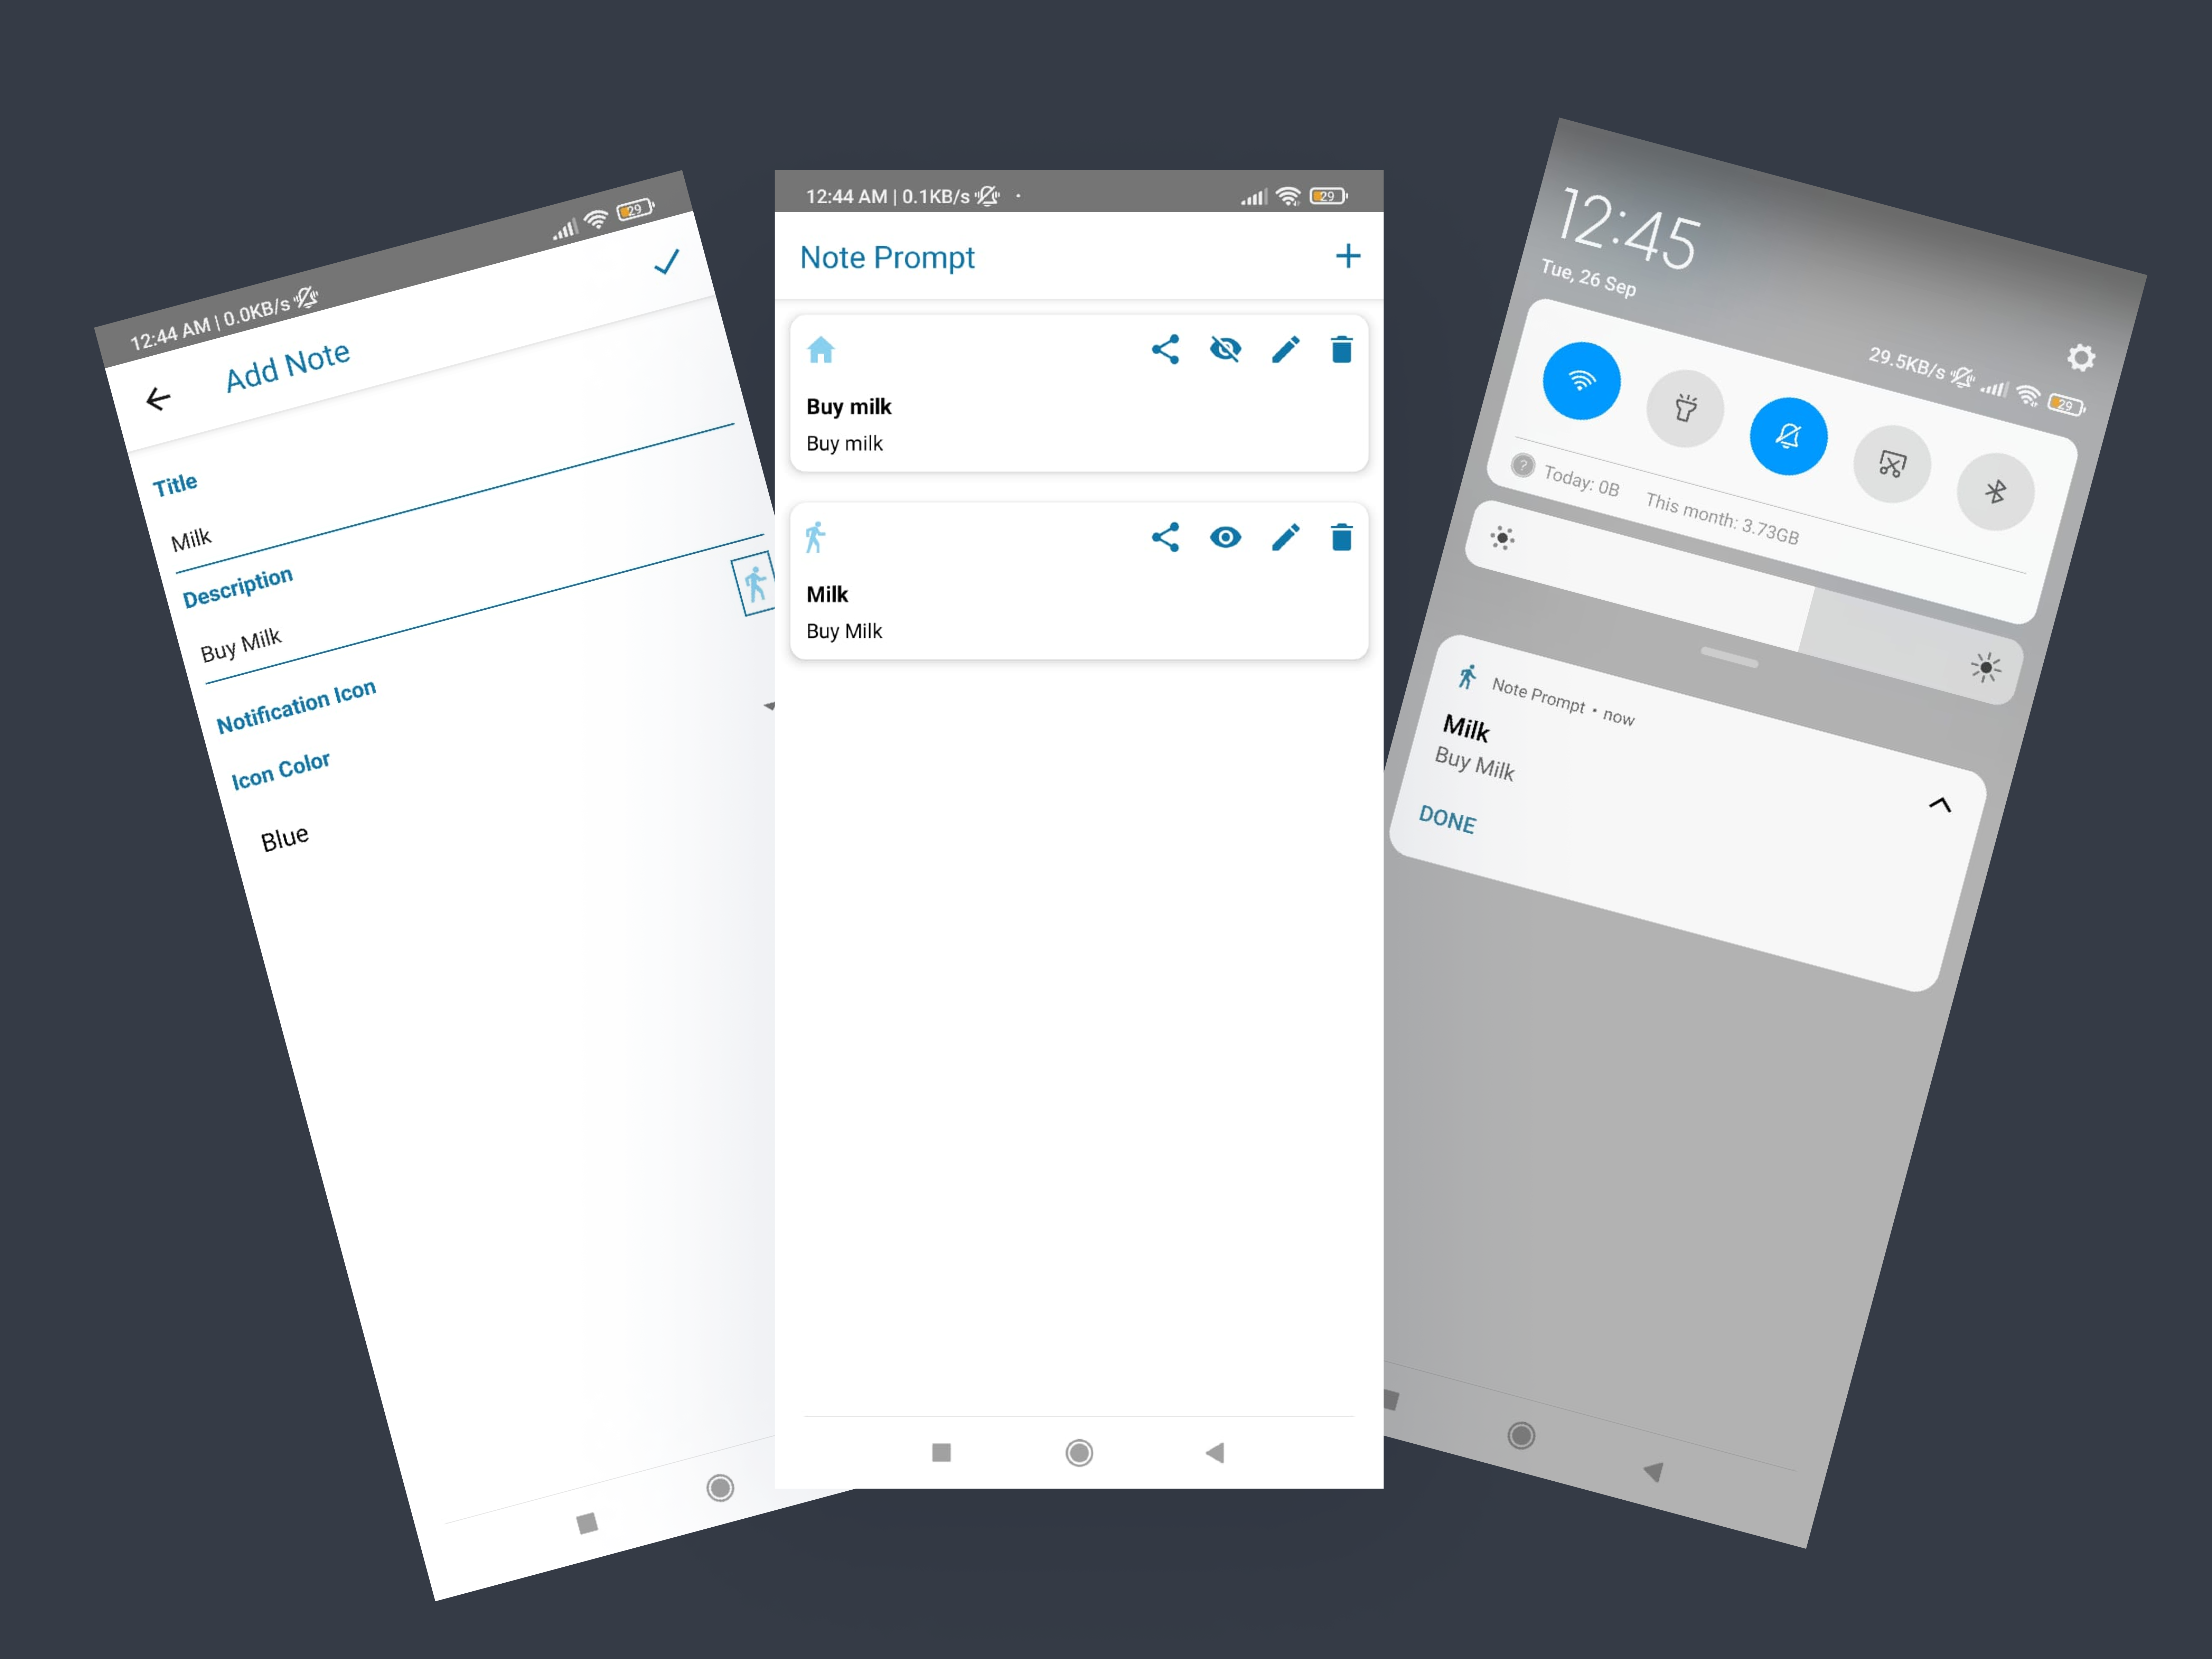 12:44 AM | 0.0KB/s
29
Add Note
Title
Milk
Description
Buy Milk
Notification Icon
Icon Color
Blue
12:44 AM | 0.1KB/s
29
Note Prompt
Buy milk
Buy milk
Milk
Buy Milk
12:45
Tue, 26 Sep
29.5KB/s
29
? Today: 0B This month: 3.73GB
Note Prompt • now
Milk
Buy Milk
DONE